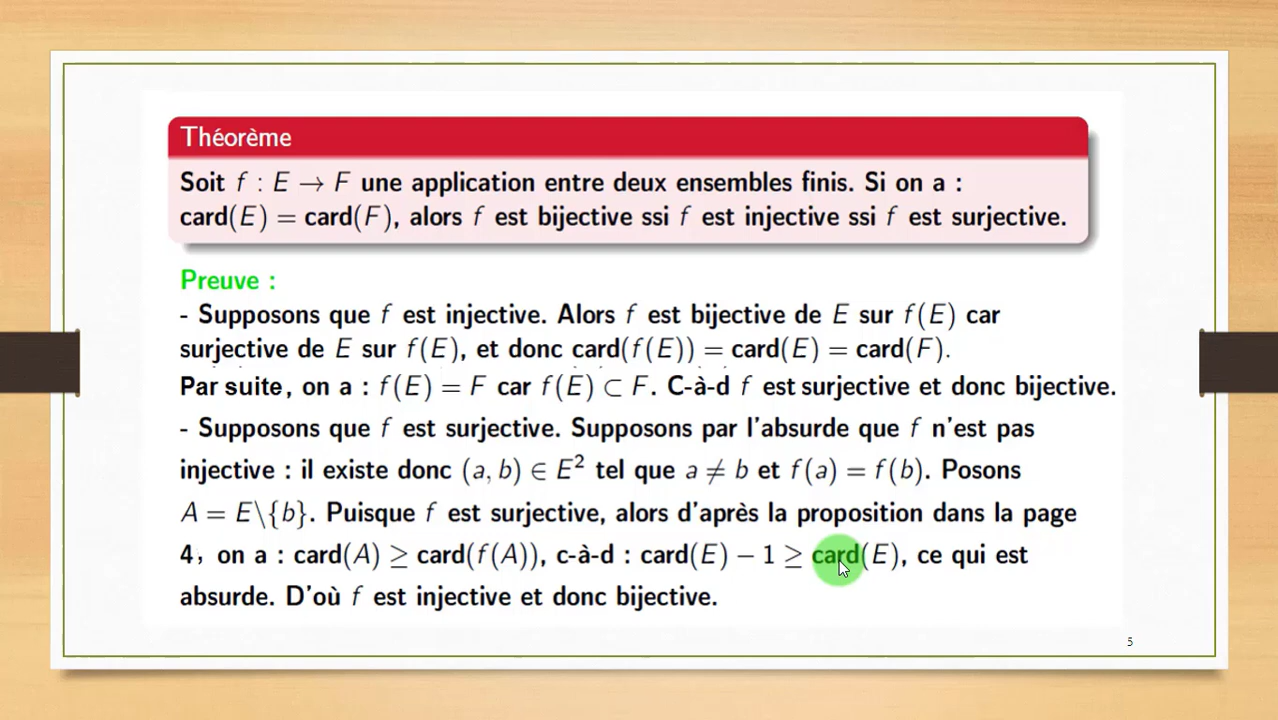 Théorème
Soit f : E → F une application entre deux ensembles finis. Si on a :
card(E) = card(F), alors f est bijective ssi f est injective ssi f est surjective.
Preuve :
- Supposons que f est injective. Alors f est bijective de E sur f(E) car
surjective de E sur f(E), et donc card(f(E)) = card(E) = card(F).
Par suite, on a : f(E) = F car f(E) ⊂ F. C-à-d f est surjective et donc bijective.
- Supposons que f est surjective. Supposons par l'absurde que f n'est pas
injective : il existe donc (a, b) ∈ E² tel que a ≠ b et f(a) = f(b). Posons
A = E\{b}. Puisque f est surjective, alors d'après la proposition dans la page
4, on a : card(A) ≥ card(f(A)), c-à-d : card(E) − 1 ≥ card(E), ce qui est
absurde. D'où f est injective et donc bijective.
5